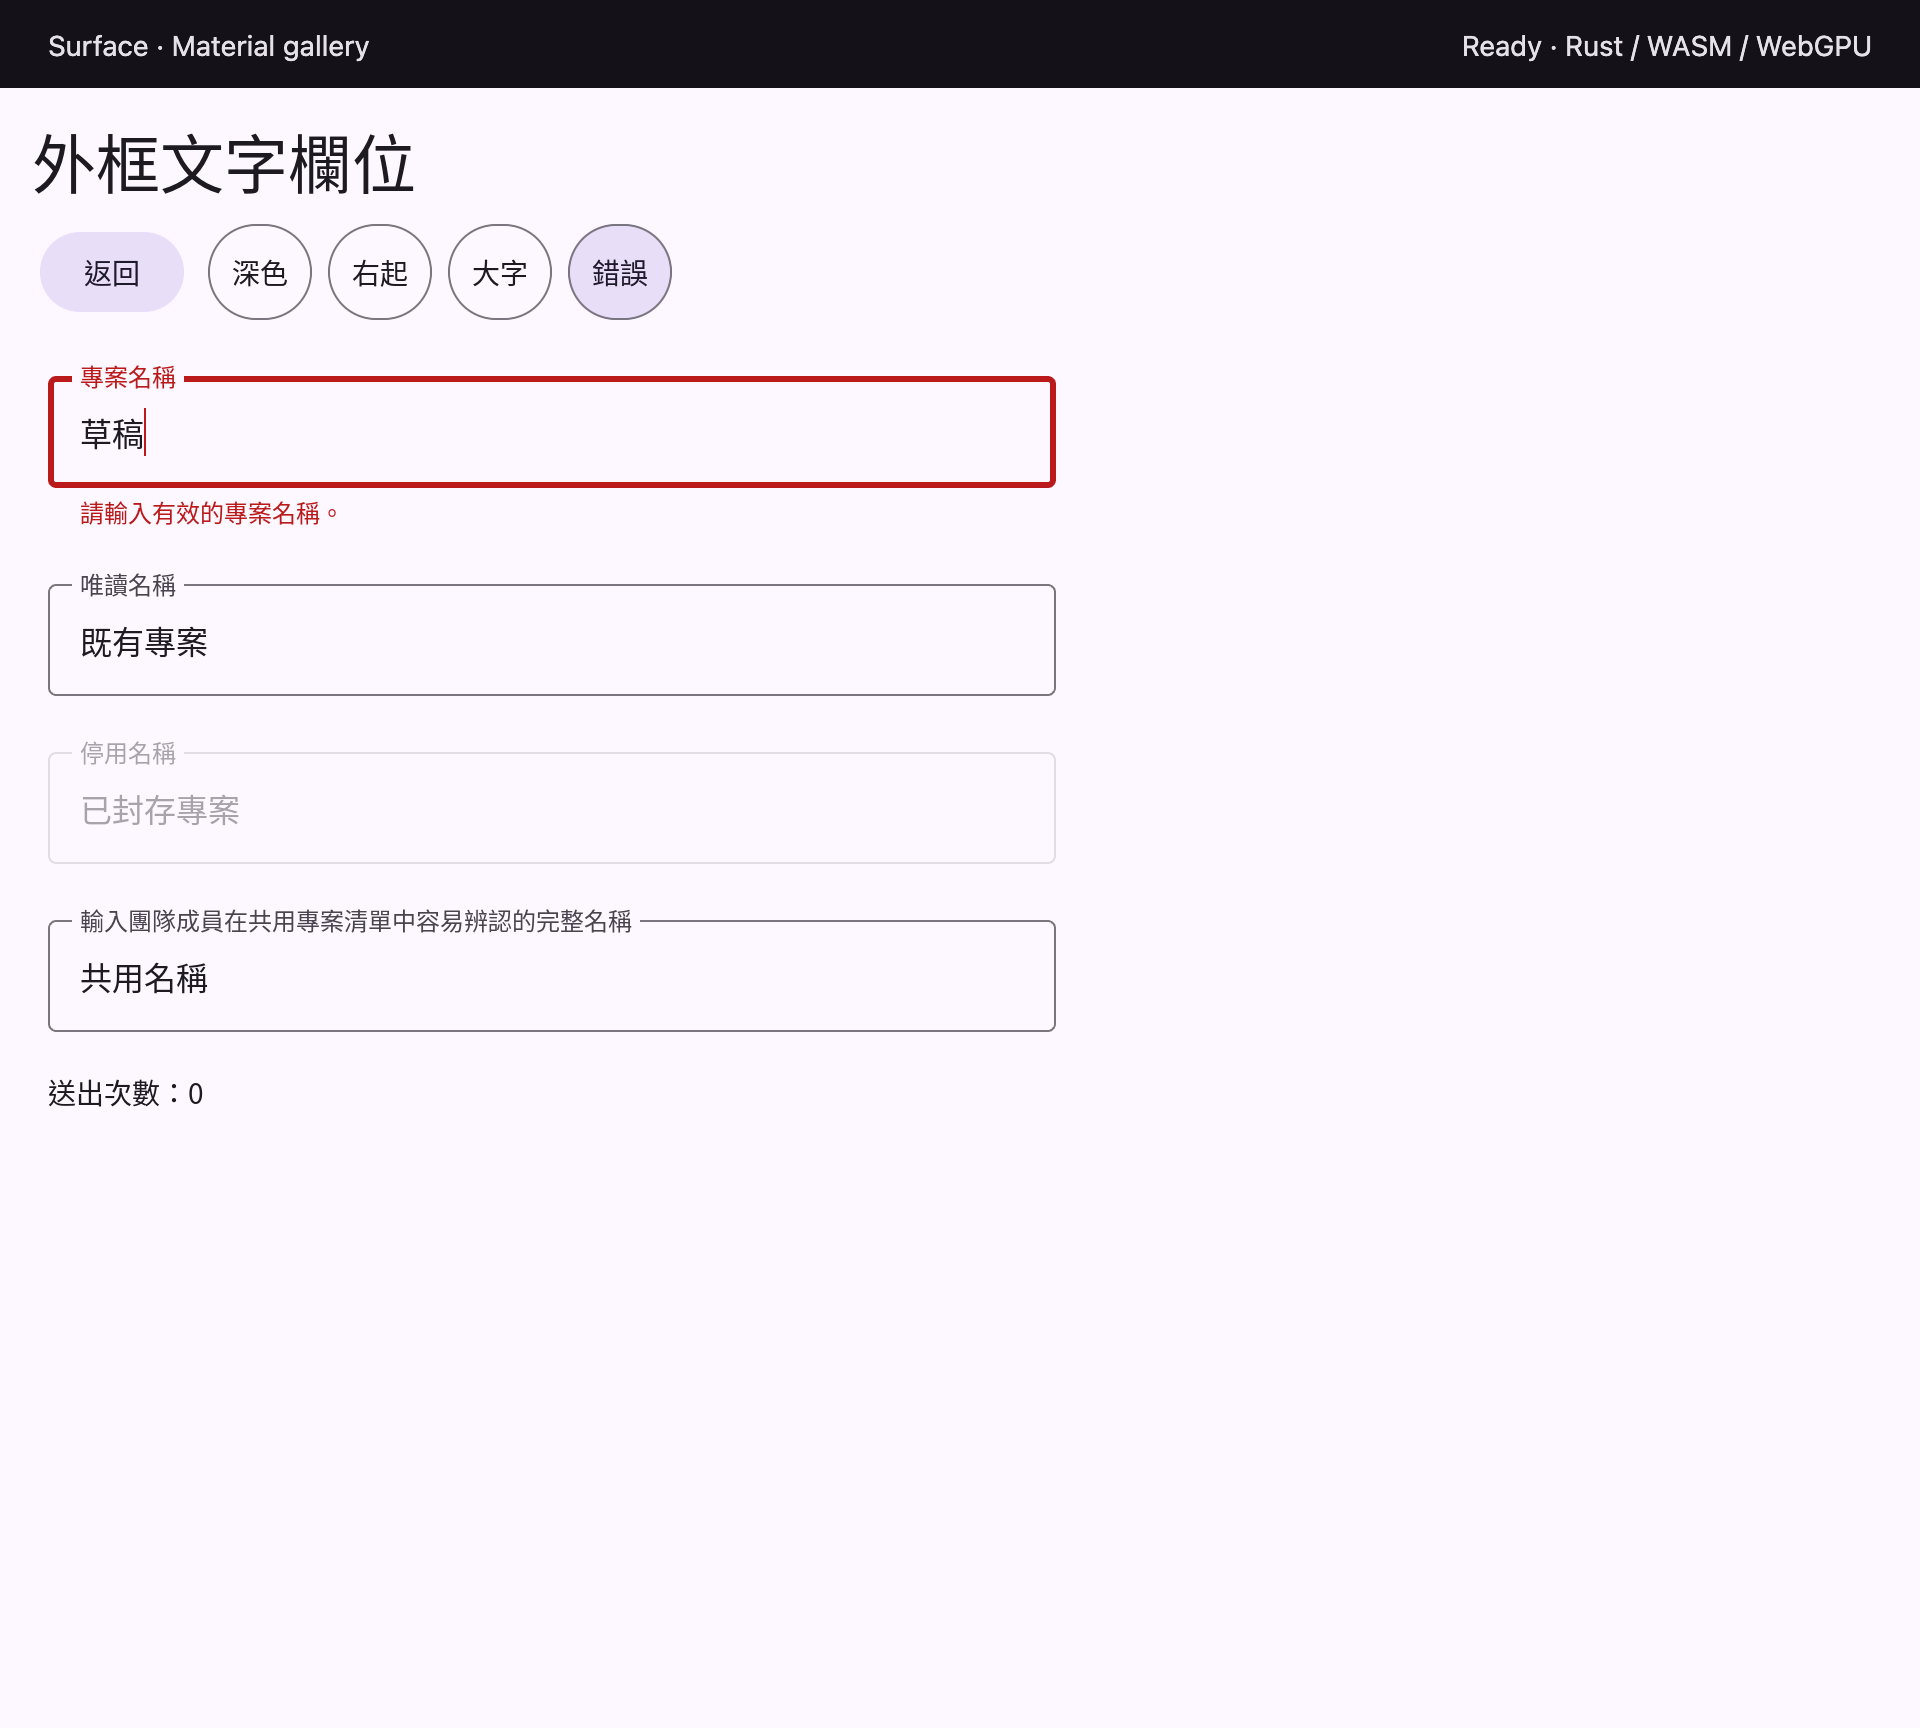 Surface · Material gallery
Ready · Rust / WASM / WebGPU
外框文字欄位
返回
深色
右起
大字
錯誤
專案名稱
草稿
請輸入有效的專案名稱。
唯讀名稱
既有專案
停用名稱
已封存專案
輸入團隊成員在共用專案清單中容易辨認的完整名稱
共用名稱
送出次數：0